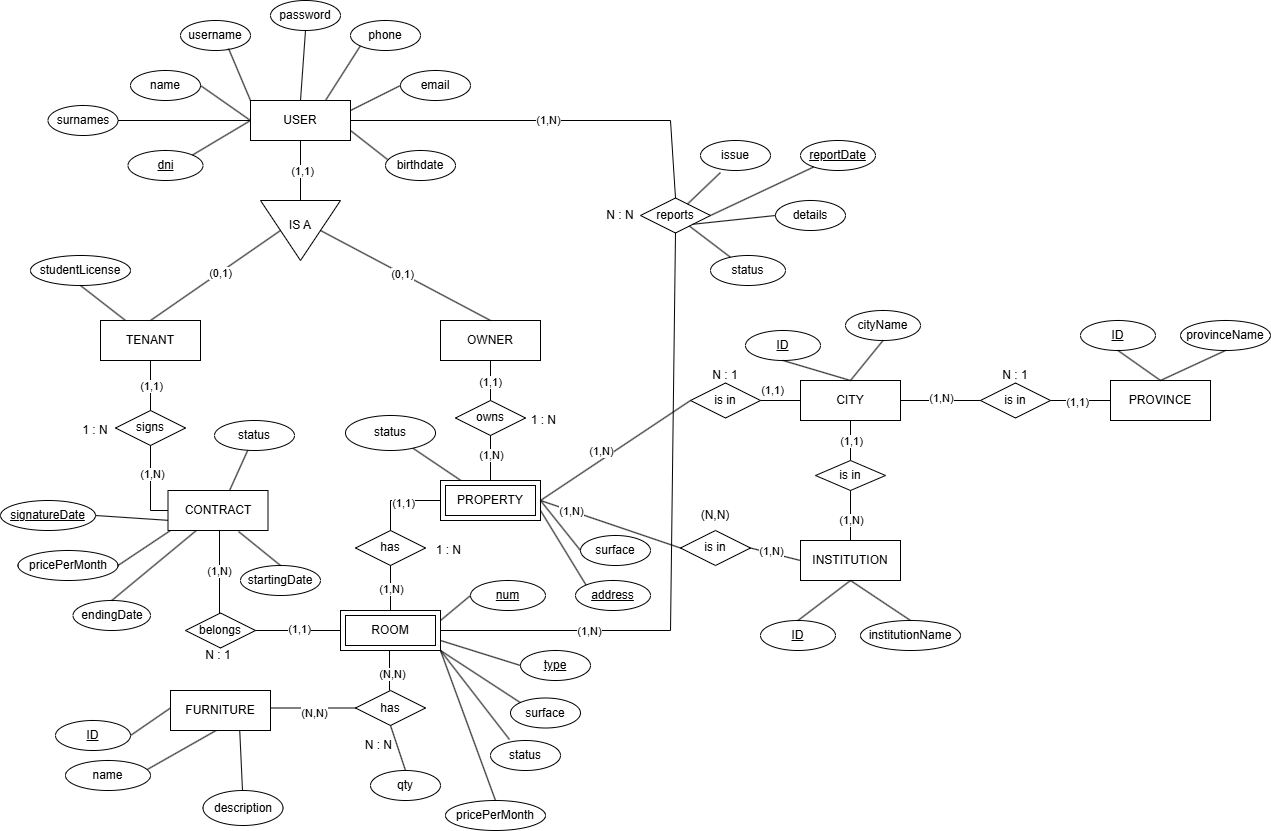 password
username
phone
name
email
surnames
USER
(1,N)
dni
birthdate
(1,1)
issue
reportDate
N : N
reports
details
IS A
status
studentLicense
(0,1)
(0,1)
TENANT
OWNER
ID
cityName
ID
provinceName
(1,1)
(1,1)
N : 1
(1,1)
is in
CITY
(1,N)
N : 1
is in
(1,1)
PROVINCE
1 : N
signs
owns
1 : N
status
status
(1,N)
(1,N)
(1,N)
(1,1)
is in
signatureDate
CONTRACT
PROPERTY
(1,1)
(1,N)
(N,N)
(1,N)
has
1 : N
surface
is in
(1,N)
INSTITUTION
pricePerMonth
(1,N)
startingDate
(1,N)
num
address
endingDate
belongs
N : 1
(1,1)
ROOM
(1,N)
ID
institutionName
type
(N,N)
FURNITURE
(N,N)
has
surface
ID
N : N
status
name
qty
description
pricePerMonth